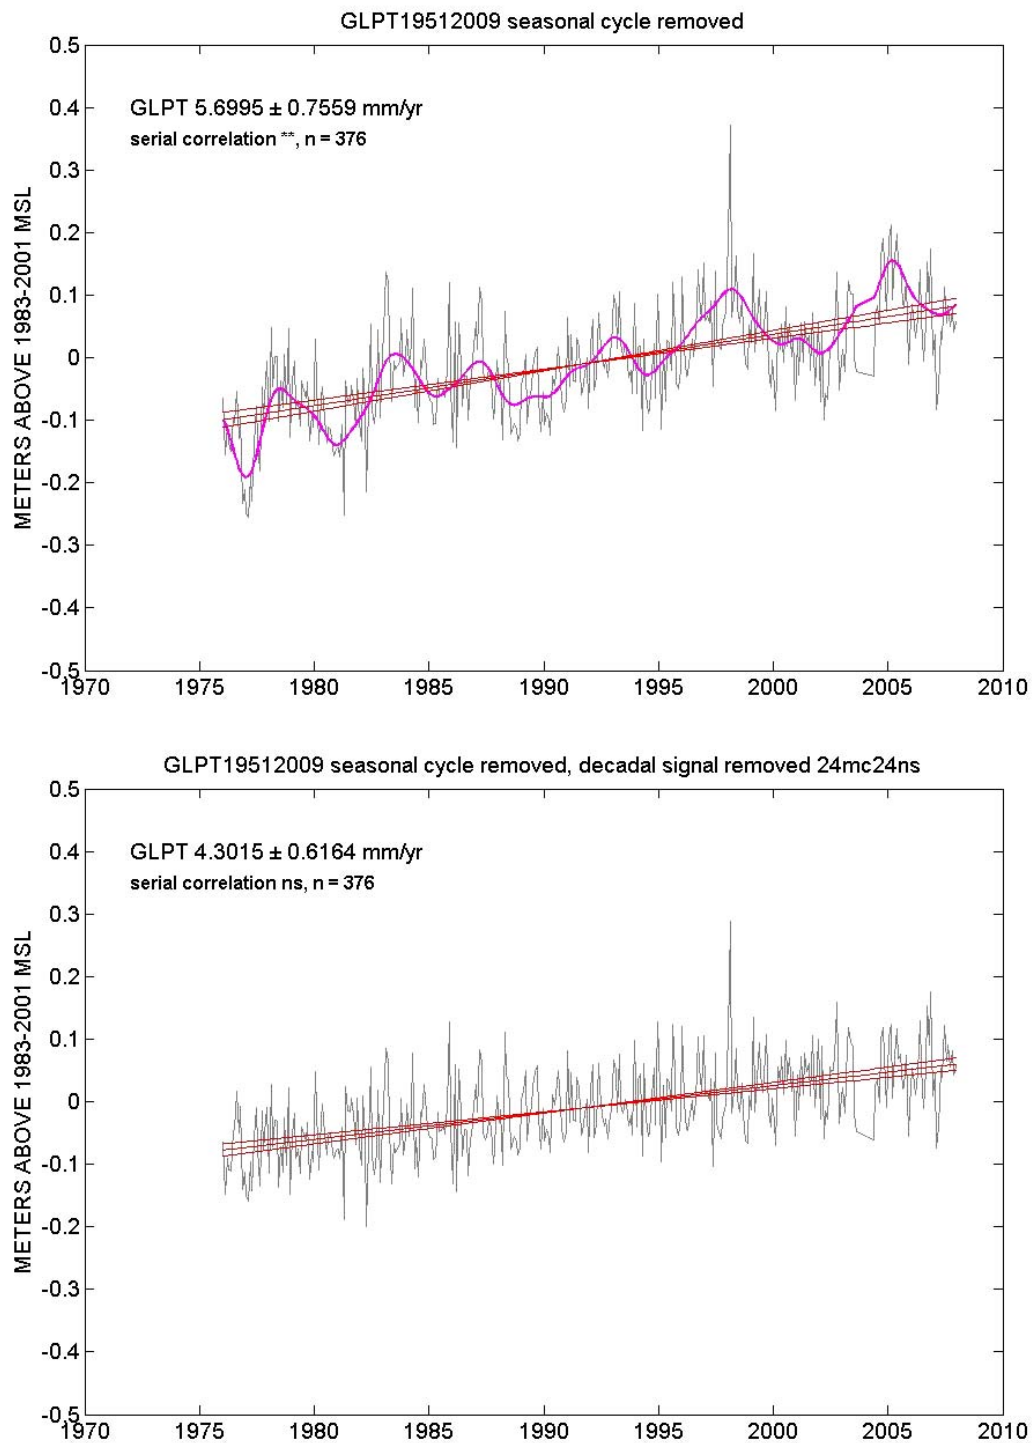 GLPT19512009 seasonal cycle removed
0.5
GLPT 5.6995 ± 0.7559 mm/yr
serial correlation **, n = 376
0.4
0.3
0.2
0.1
0
-0.1
-0.2
-0.3
-0.4
-0.5
METERS ABOVE 1983-2001 MSL
1970 1975 1980 1985 1990 1995 2000 2005 2010
GLPT19512009 seasonal cycle removed, decadal signal removed 24mc24ns
0.5
GLPT 4.3015 ± 0.6164 mm/yr
serial correlation ns, n = 376
0.4
0.3
0.2
0.1
0
-0.1
-0.2
-0.3
-0.4
-0.5
METERS ABOVE 1983-2001 MSL
1970 1975 1980 1985 1990 1995 2000 2005 2010